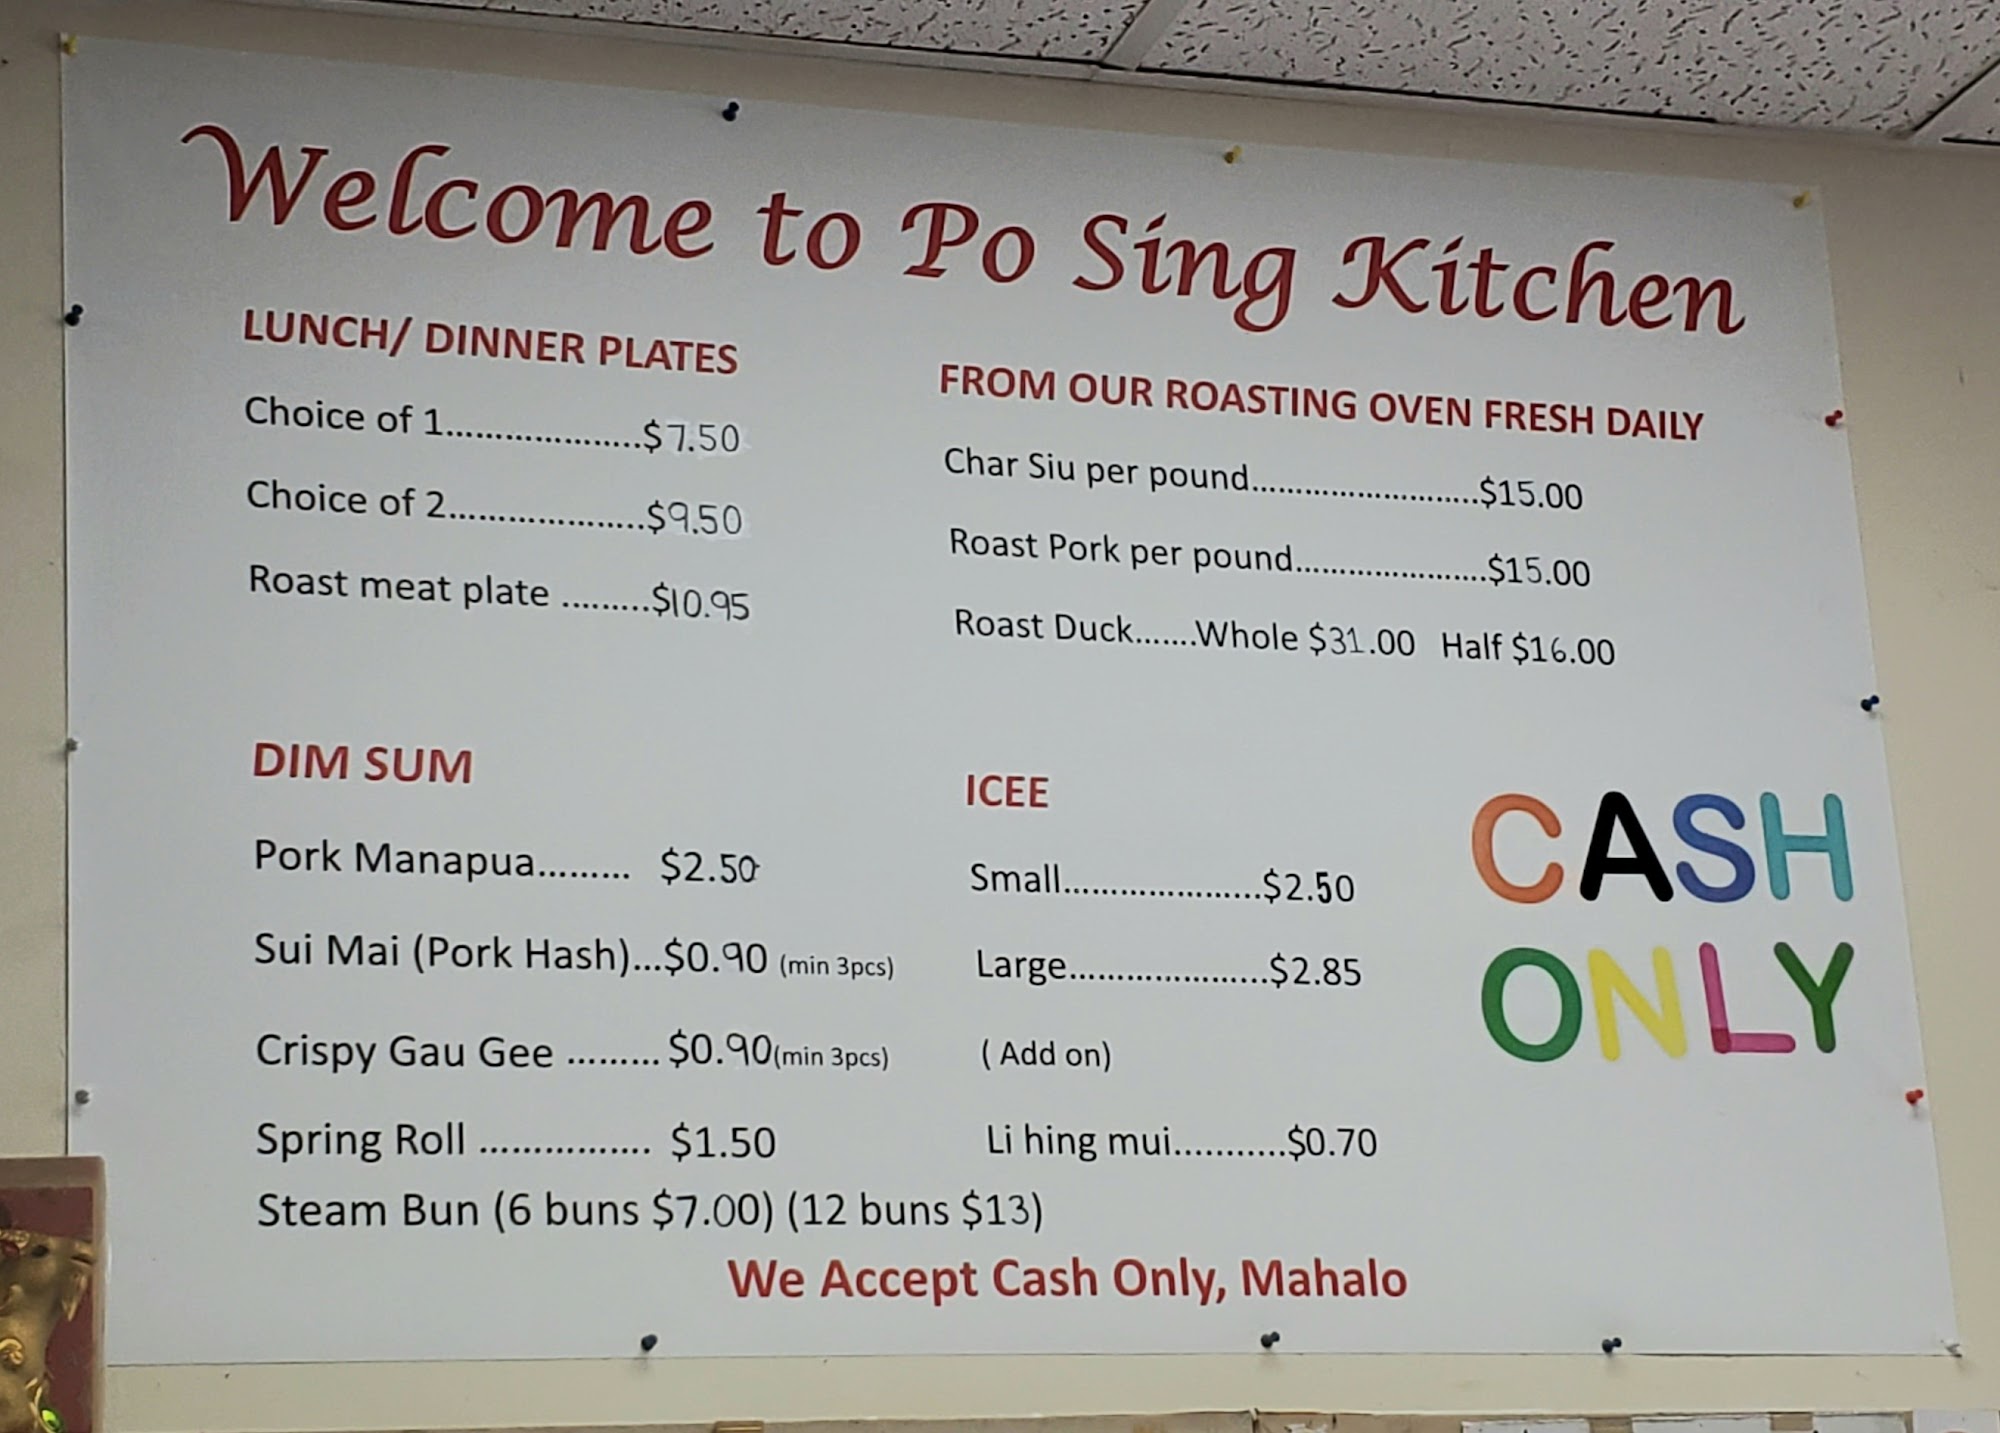 Welcome to Po Sing Kitchen
LUNCH/ DINNER PLATES
Choice of 1....................$7.50
Choice of 2....................$9.50
Roast meat plate .........$10.95
FROM OUR ROASTING OVEN FRESH DAILY
Char Siu per pound..........................$15.00
Roast Pork per pound......................$15.00
Roast Duck.......Whole $31.00 Half $16.00
DIM SUM
Pork Manapua......... $2.50
Sui Mai (Pork Hash)...$0.90 (min 3pcs)
Crispy Gau Gee ......... $0.90(min 3pcs)
Spring Roll ................ $1.50
Steam Bun (6 buns $7.00) (12 buns $13)
ICEE
Small.....................$2.50
Large.....................$2.85
( Add on)
Li hing mui...........$0.70
CASH
ONLY
We Accept Cash Only, Mahalo